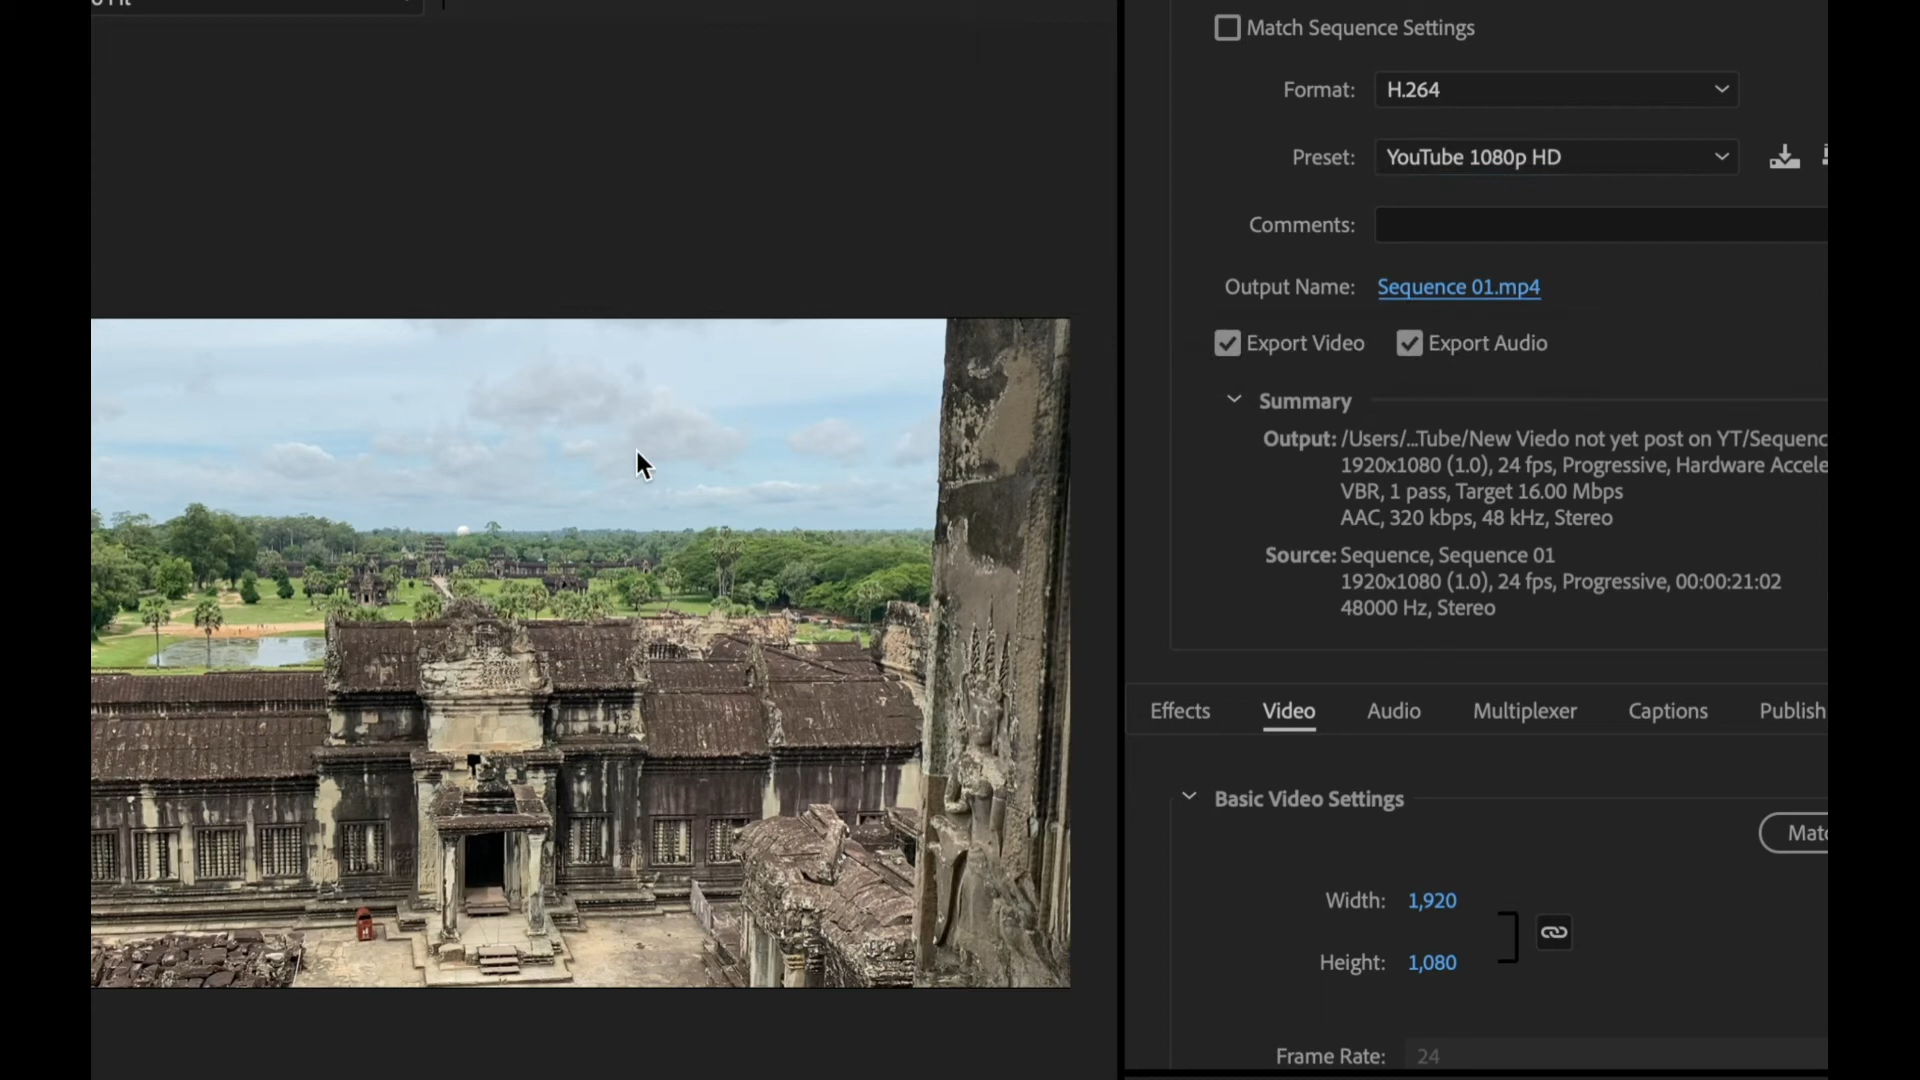 Match Sequence Settings
Format: H.264
Preset: YouTube 1080p HD
Comments:
Output Name: Sequence 01.mp4
Export Video Export Audio
Summary
Output: /Users/...Tube/New Viedo not yet post on YT/Sequenc
1920x1080 (1.0), 24 fps, Progressive, Hardware Accele
VBR, 1 pass, Target 16.00 Mbps
AAC, 320 kbps, 48 kHz, Stereo
Source: Sequence, Sequence 01
1920x1080 (1.0), 24 fps, Progressive, 00:00:21:02
48000 Hz, Stereo
Effects Video Audio Multiplexer Captions Publish
Basic Video Settings
Matc
Width: 1,920
Height: 1,080
Frame Rate: 24